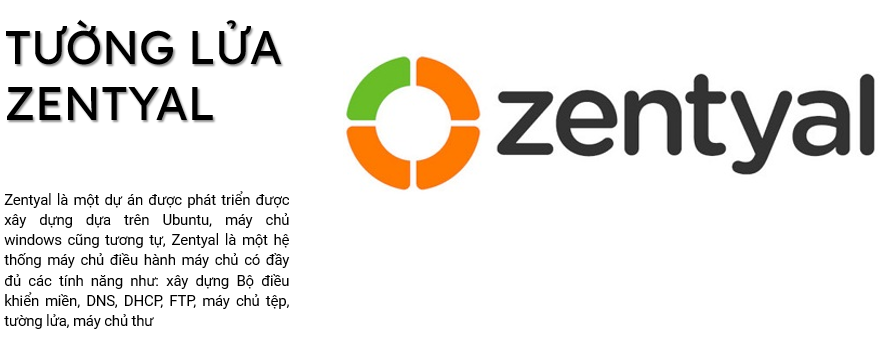 TƯỜNG LỬA
ZENTYAL
zentyal
Zentyal là một dự án được phát triển được
xây dựng dựa trên Ubuntu, máy chủ
windows cũng tương tự, Zentyal là một hệ
thống máy chủ điều hành máy chủ có đầy
đủ các tính năng như: xây dựng Bộ điều
khiển miền, DNS, DHCP, FTP, máy chủ tệp,
tường lửa, máy chủ thư